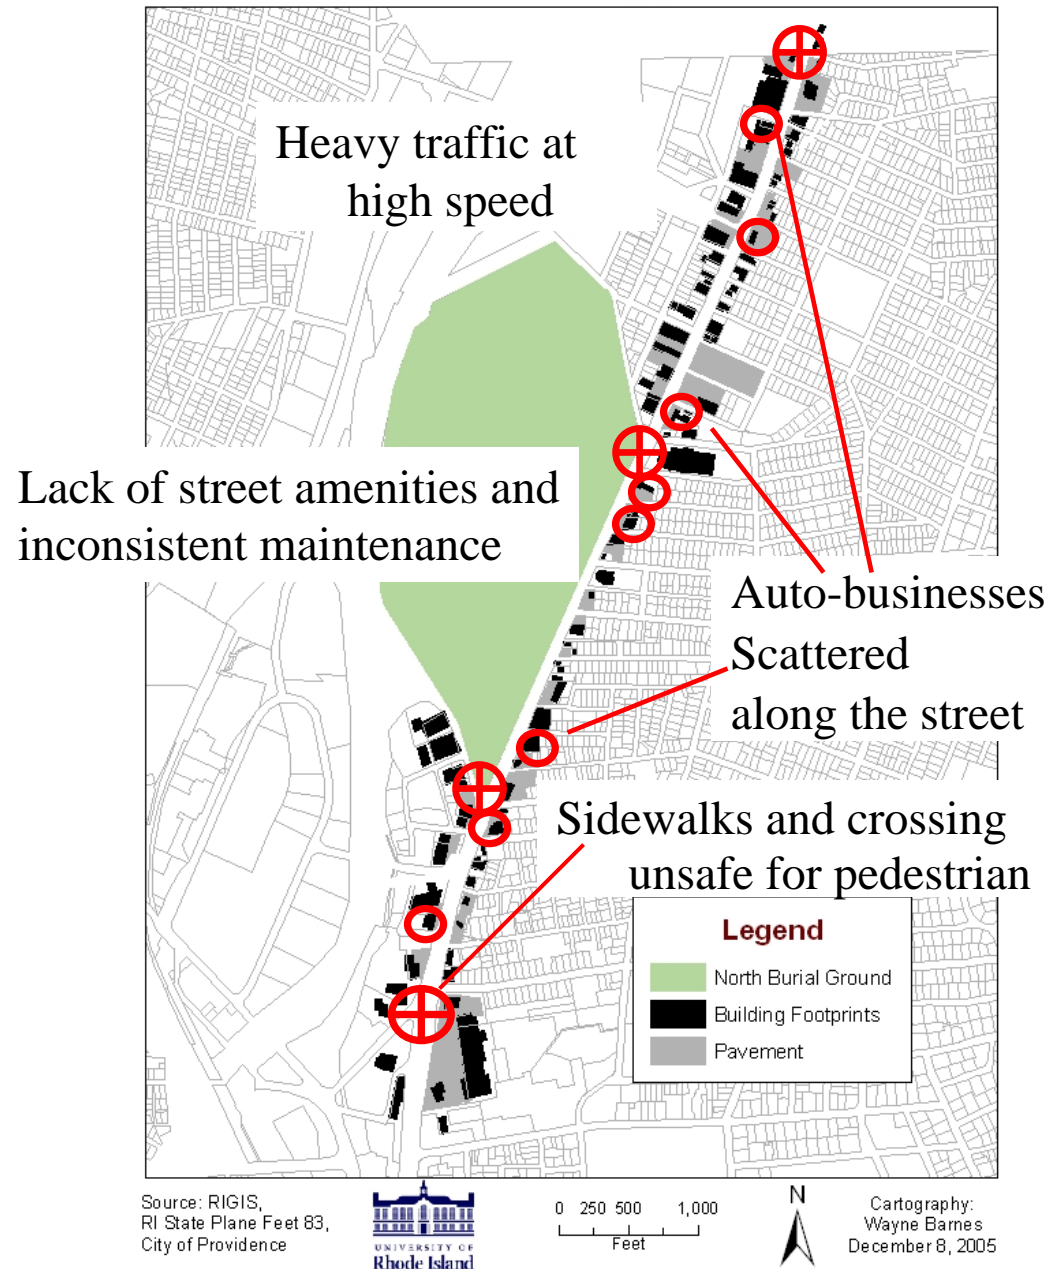 Heavy traffic at
high speed
Lack of street amenities and
inconsistent maintenance
Auto-businesses
Scattered
along the street
Sidewalks and crossing
unsafe for pedestrian
Legend
North Burial Ground
Building Footprints
Pavement
Source: RIGIS,
RI State Plane Feet 83,
City of Providence
UNIVERSITY OF
Rhode Island
0 250 500 1,000
Feet
N
Cartography:
Wayne Barnes
December 8, 2005